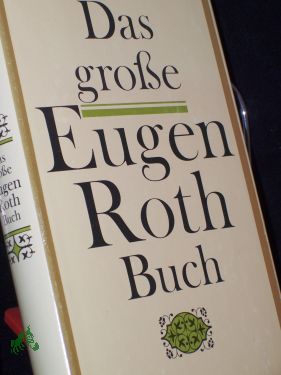 Das
große
Eugen
Roth
Buch
Das
große
Eugen
Roth
Buch